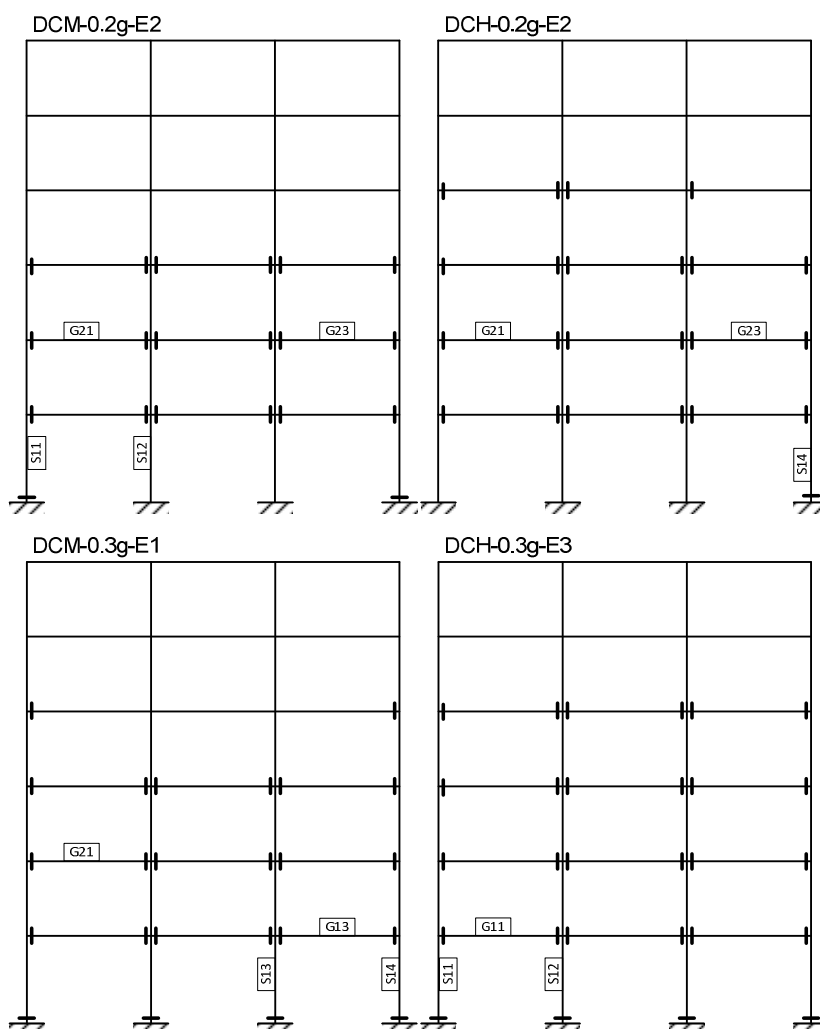 DCM-0.2g-E2
DCH-0.2g-E2
G21
G23
G21
G23
S11
S12
S14
DCM-0.3g-E1
DCH-0.3g-E3
G21
G13
G11
S13
S14
S11
S12